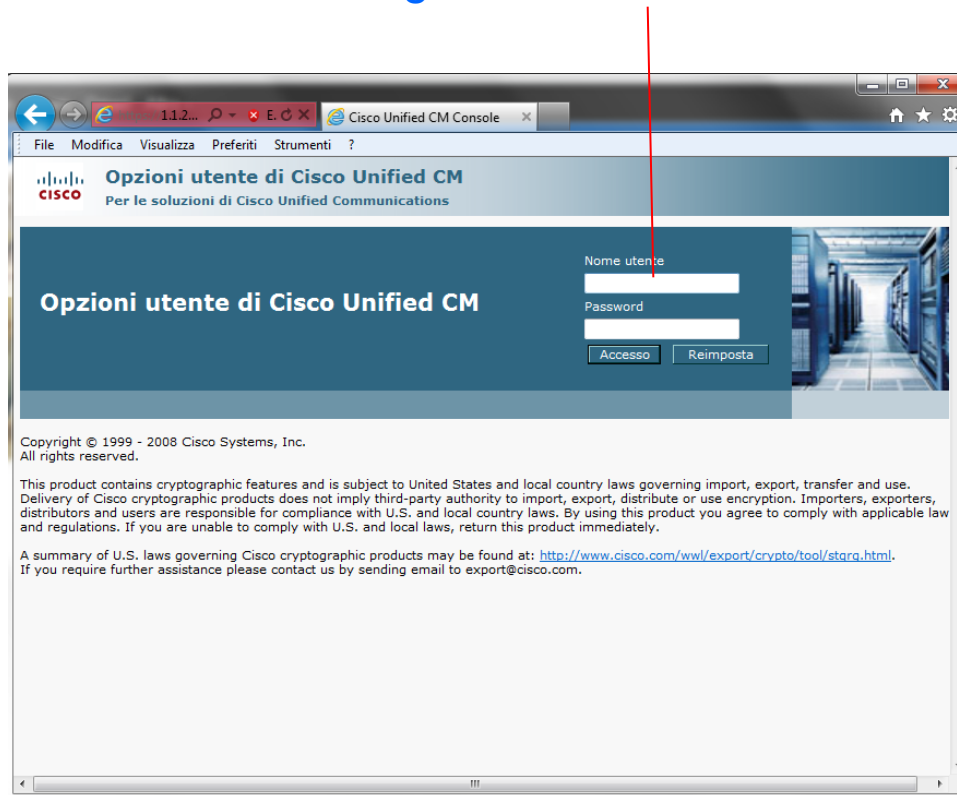 1.1.2...
E.
Cisco Unified CM Console
File Modifica Visualizza Preferiti Strumenti ?
CISCO
Opzioni utente di Cisco Unified CM
Per le soluzioni di Cisco Unified Communications
Opzioni utente di Cisco Unified CM
Nome utente
Password
Accesso Reimposta
Copyright © 1999 - 2008 Cisco Systems, Inc.
All rights reserved.
This product contains cryptographic features and is subject to United States and local country laws governing import, export, transfer and use.
Delivery of Cisco cryptographic products does not imply third-party authority to import, export, distribute or use encryption. Importers, exporters,
distributors and users are responsible for compliance with U.S. and local country laws. By using this product you agree to comply with applicable law
and regulations. If you are unable to comply with U.S. and local laws, return this product immediately.
A summary of U.S. laws governing Cisco cryptographic products may be found at: http://www.cisco.com/wwl/export/crypto/tool/stqrg.html.
If you require further assistance please contact us by sending email to export@cisco.com.